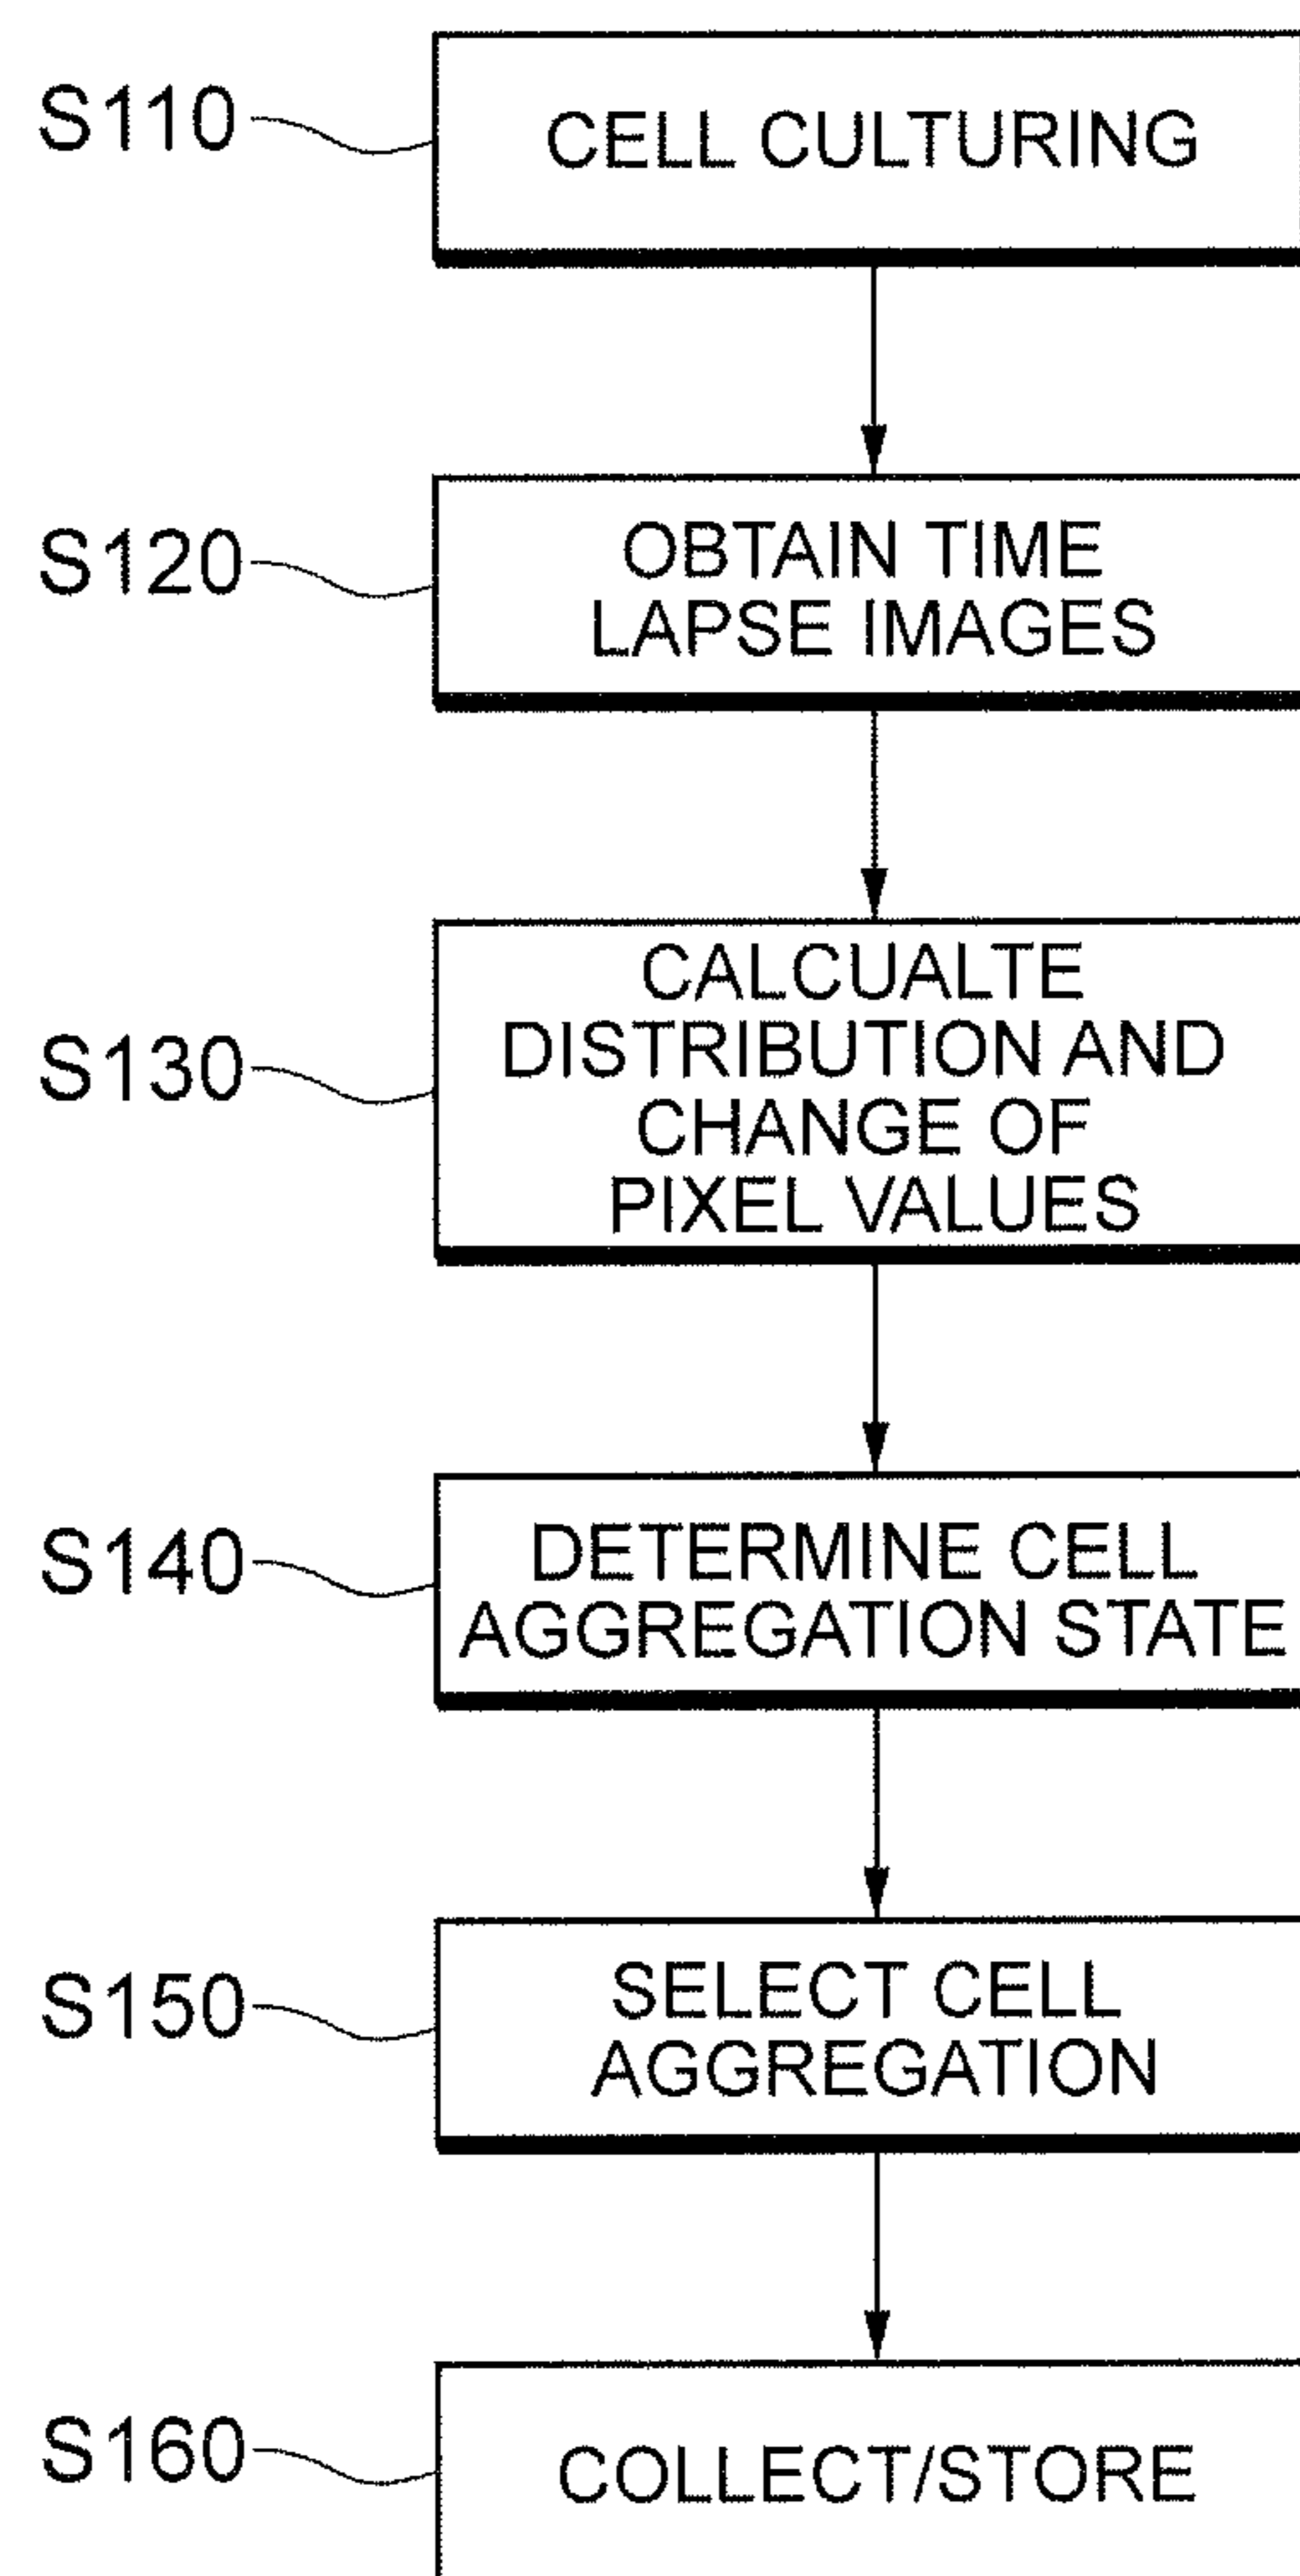 S110
CELL CULTURING
S120
OBTAIN TIME
LAPSE IMAGES
S130
CALCUALTE
DISTRIBUTION AND
CHANGE OF
PIXEL VALUES
S140
DETERMINE CELL
AGGREGATION STATE
S150
SELECT CELL
AGGREGATION
S160
COLLECT/STORE